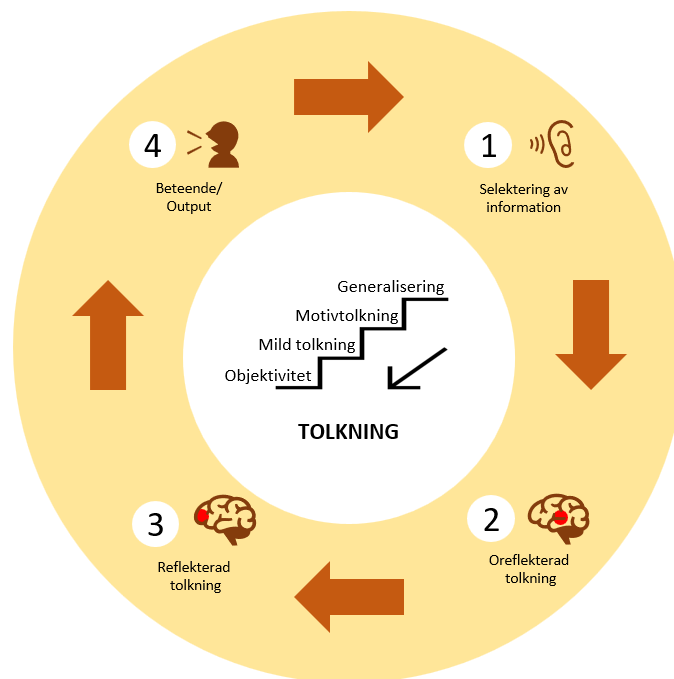 1
Selektering av
information
2
Oreflekterad
tolkning
3
Reflekterad
tolkning
4
Beteende/
Output
Generalisering
Motivtolkning
Mild tolkning
Objektivitet
TOLKNING